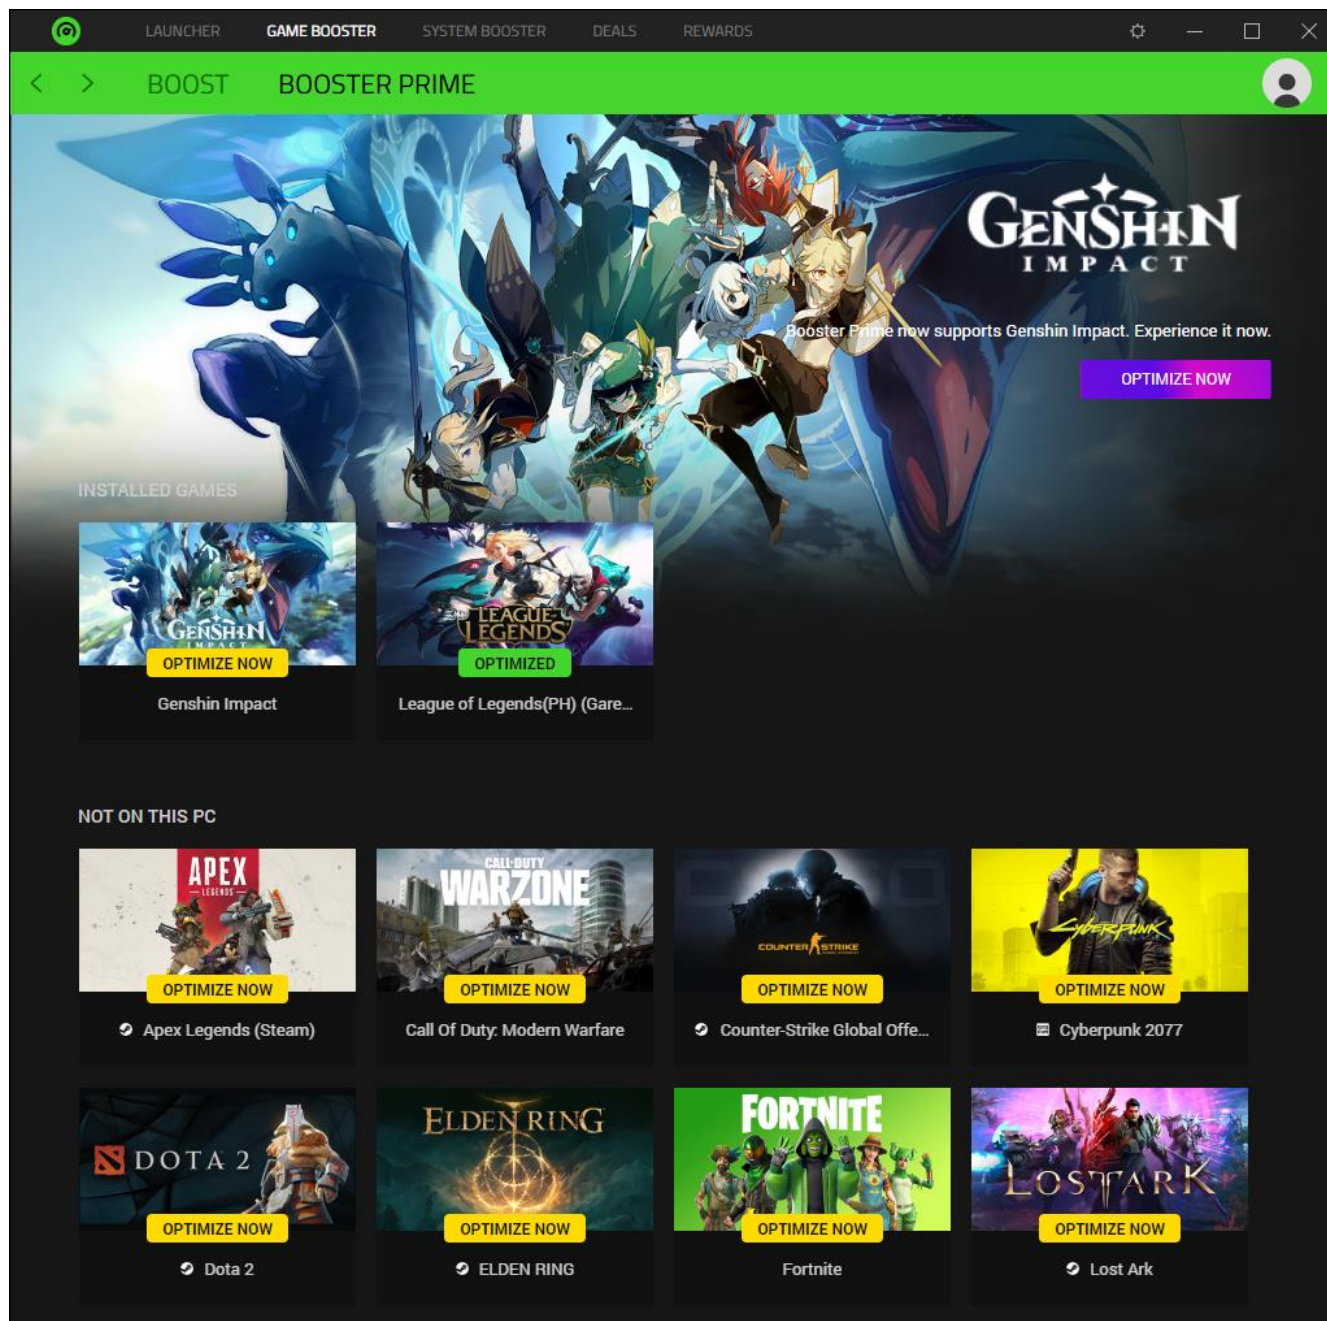 LAUNCHER GAME BOOSTER SYSTEM BOOSTER DEALS REWARDS
BOOST BOOSTER PRIME
GENSHIN
IMPACT
Booster Prime now supports Genshin Impact. Experience it now.
OPTIMIZE NOW
INSTALLED GAMES
GENSHIN
IMPACT
OPTIMIZE NOW
Genshin Impact
LEAGUE OF
LEGENDS
OPTIMIZED
League of Legends(PH) (Gare...
NOT ON THIS PC
APEX
LEGENDS
OPTIMIZE NOW
Apex Legends (Steam)
CALL OF DUTY
WARZONE
OPTIMIZE NOW
Call Of Duty: Modern Warfare
COUNTER STRIKE
OPTIMIZE NOW
Counter-Strike Global Offe...
CYBERPUNK
OPTIMIZE NOW
Cyberpunk 2077
DOTA 2
OPTIMIZE NOW
Dota 2
ELDEN RING
OPTIMIZE NOW
ELDEN RING
FORTNITE
OPTIMIZE NOW
Fortnite
LOST ARK
OPTIMIZE NOW
Lost Ark